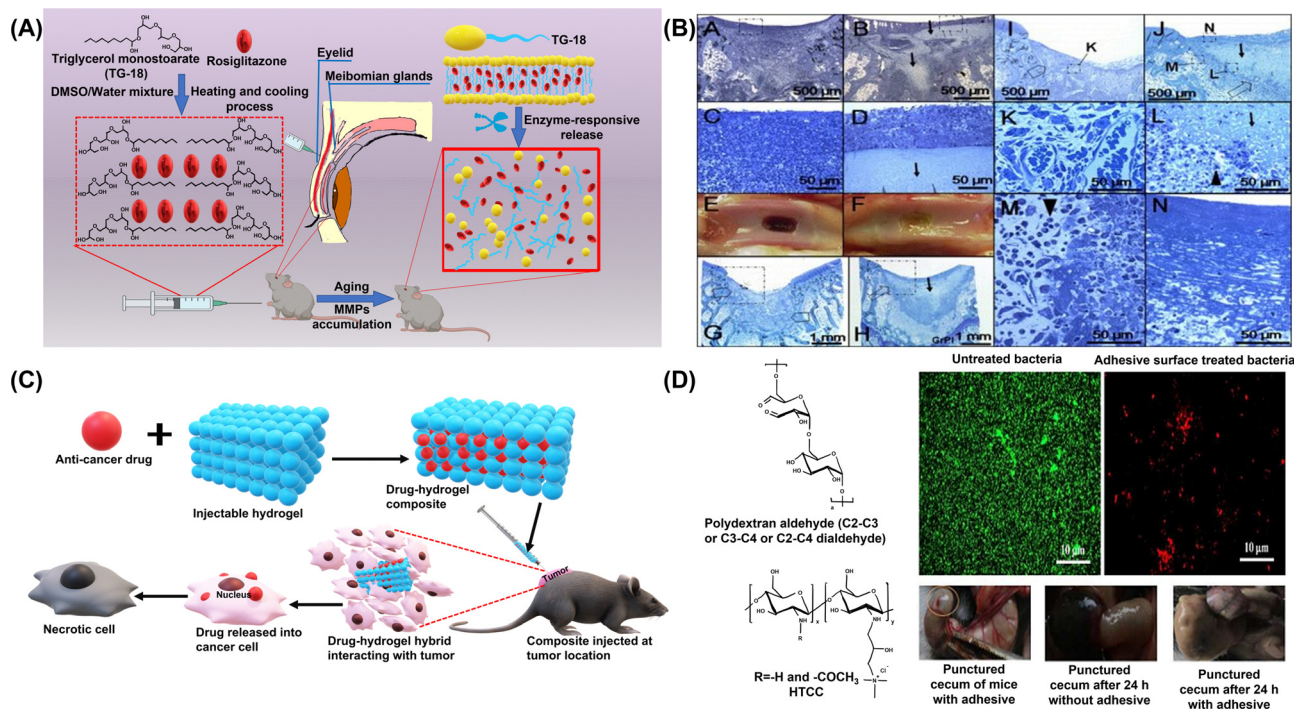 (A)
Triglycerol monostoarate
(TG-18)
Rosiglitazone
DMSO/Water mixture
Heating and cooling
process
Eyelid
Meibomian glands
TG-18
Enzyme-responsive
release
Aging
MMPs
accumulation
(B)
A
B
I
K
J
N
M
L
500 µm
500 µm
500 µm
500 µm
C
D
K
L
50 µm
50 µm
50 µm
50 µm
E
F
M
N
G
H
1 mm
GrPl
1 mm
50 µm
50 µm
(C)
Anti-cancer drug
Injectable hydrogel
Drug-hydrogel
composite
Tumor
Composite injected at
tumor location
Drug-hydrogel hybrid
interacting with tumor
Nucleus
Drug released into
cancer cell
Necrotic cell
(D)
Polydextran aldehyde (C2-C3
or C3-C4 or C2-C4 dialdehyde)
R=-H and -COCH3
HTCC
Untreated bacteria
Adhesive surface treated bacteria
10 µm
10 µm
Punctured
cecum of mice
with adhesive
Punctured
cecum after 24 h
without adhesive
Punctured
cecum after 24 h
with adhesive